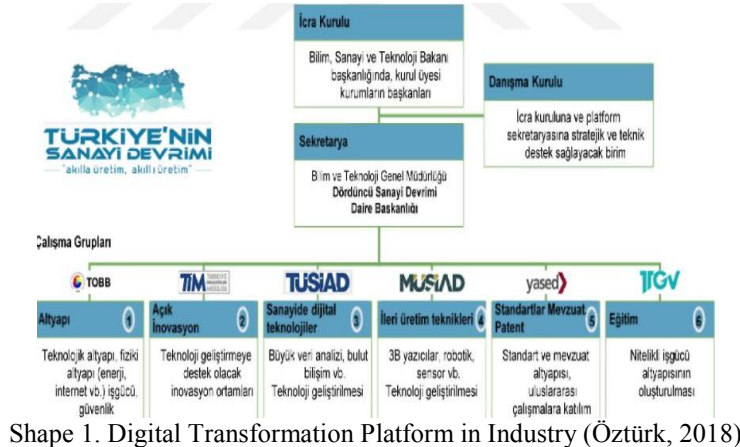 İcra Kurulu
Bilim, Sanayi ve Teknoloji Bakanı
başkanlığında, kurul üyesi
kurumların başkanları
Danışma Kurulu
İcra kuruluna ve platform
sekretaryasına stratejik ve teknik
destek sağlayacak birim
TÜRKİYE'NİN
SANAYİ DEVRİMİ
"akılla üretim, akıllı üretim"
Sekretarya
Bilim ve Teknoloji Genel Müdürlüğü
Dördüncü Sanayi Devrimi
Daire Baskanlığı
Çalışma Grupları
TOBB
Altyapı 1
Teknolojik altyapı, fiziki
altyapı (enerji,
internet vb.) işgücü,
güvenlik
TİM
Açık
İnovasyon 2
Teknoloji geliştirmeye
destek olacak
inovasyon ortamları
TÜSİAD
Sanayide dijital
teknolojiler 3
Büyük veri analizi, bulut
bilişim vb.
Teknoloji geliştirilmesi
MÜSİAD
İleri üretim teknikleri 4
3B yazıcılar, robotik,
sensor vb.
Teknoloji geliştirilmesi
yased
Standartlar Mevzuat
Patent 5
Standart ve mevzuat
altyapısı,
uluslararası
çalışmalara katılım
TTGV
Eğitim 6
Nitelikli işgücü
altyapısının
oluşturulması
Shape 1. Digital Transformation Platform in Industry (Öztürk, 2018)